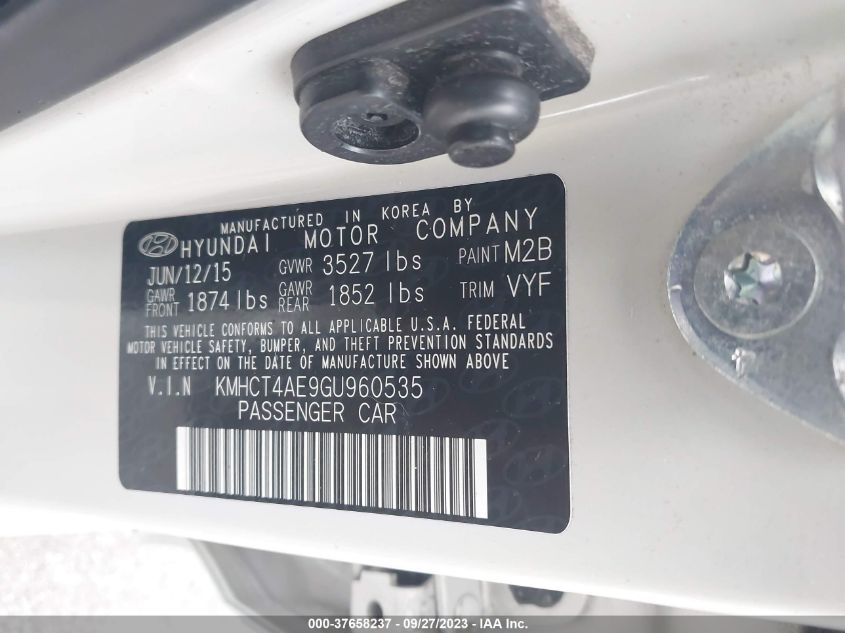 MANUFACTURED IN KOREA BY
HYUNDAI MOTOR COMPANY
JUN/12/15 GVWR 3527 lbs PAINT M2B
GAWR FRONT 1874 lbs GAWR REAR 1852 lbs TRIM VYF
THIS VEHICLE CONFORMS TO ALL APPLICABLE U.S.A. FEDERAL
MOTOR VEHICLE SAFETY, BUMPER, AND THEFT PREVENTION STANDARDS
IN EFFECT ON THE DATE OF MANUFACTURE SHOWN ABOVE
V.I.N KMHCT4AE9GU960535
PASSENGER CAR
000-37658237 - 09/27/2023 - IAA Inc.